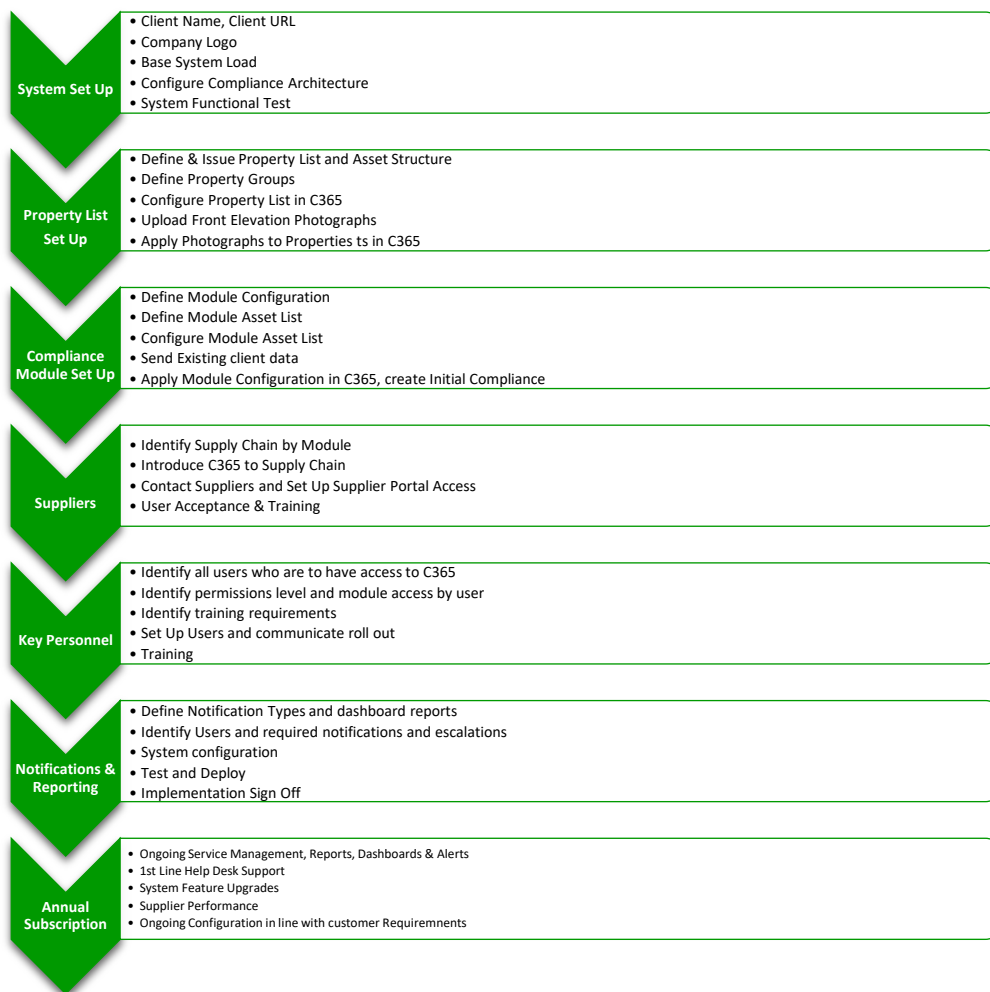 System Set Up
• Client Name, Client URL
• Company Logo
• Base System Load
• Configure Compliance Architecture
• System Functional Test
Property List
Set Up
• Define & Issue Property List and Asset Structure
• Define Property Groups
• Configure Property List in C365
• Upload Front Elevation Photographs
• Apply Photographs to Properties ts in C365
Compliance
Module Set Up
• Define Module Configuration
• Define Module Asset List
• Configure Module Asset List
• Send Existing client data
• Apply Module Configuration in C365, create Initial Compliance
Suppliers
• Identify Supply Chain by Module
• Introduce C365 to Supply Chain
• Contact Suppliers and Set Up Supplier Portal Access
• User Acceptance & Training
Key Personnel
• Identify all users who are to have access to C365
• Identify permissions level and module access by user
• Identify training requirements
• Set Up Users and communicate roll out
• Training
Notifications &
Reporting
• Define Notification Types and dashboard reports
• Identify Users and required notifications and escalations
• System configuration
• Test and Deploy
• Implementation Sign Off
Annual
Subscription
• Ongoing Service Management, Reports, Dashboards & Alerts
• 1st Line Help Desk Support
• System Feature Upgrades
• Supplier Performance
• Ongoing Configuration in line with customer Requiremnents